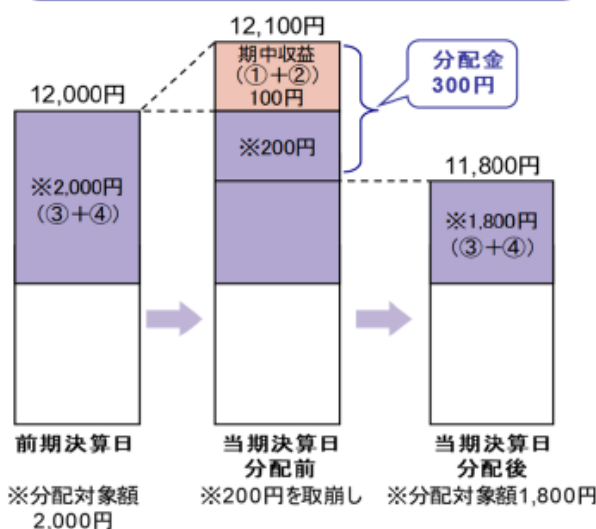 12,100円
期中収益
（①＋②）
100円
分配金
300円
12,000円
※200円
11,800円
※2,000円
（③＋④）
※1,800円
（③＋④）
前期決算日
当期決算日
分配前
当期決算日
分配後
※分配対象額
2,000円
※200円を取崩し
※分配対象額1,800円